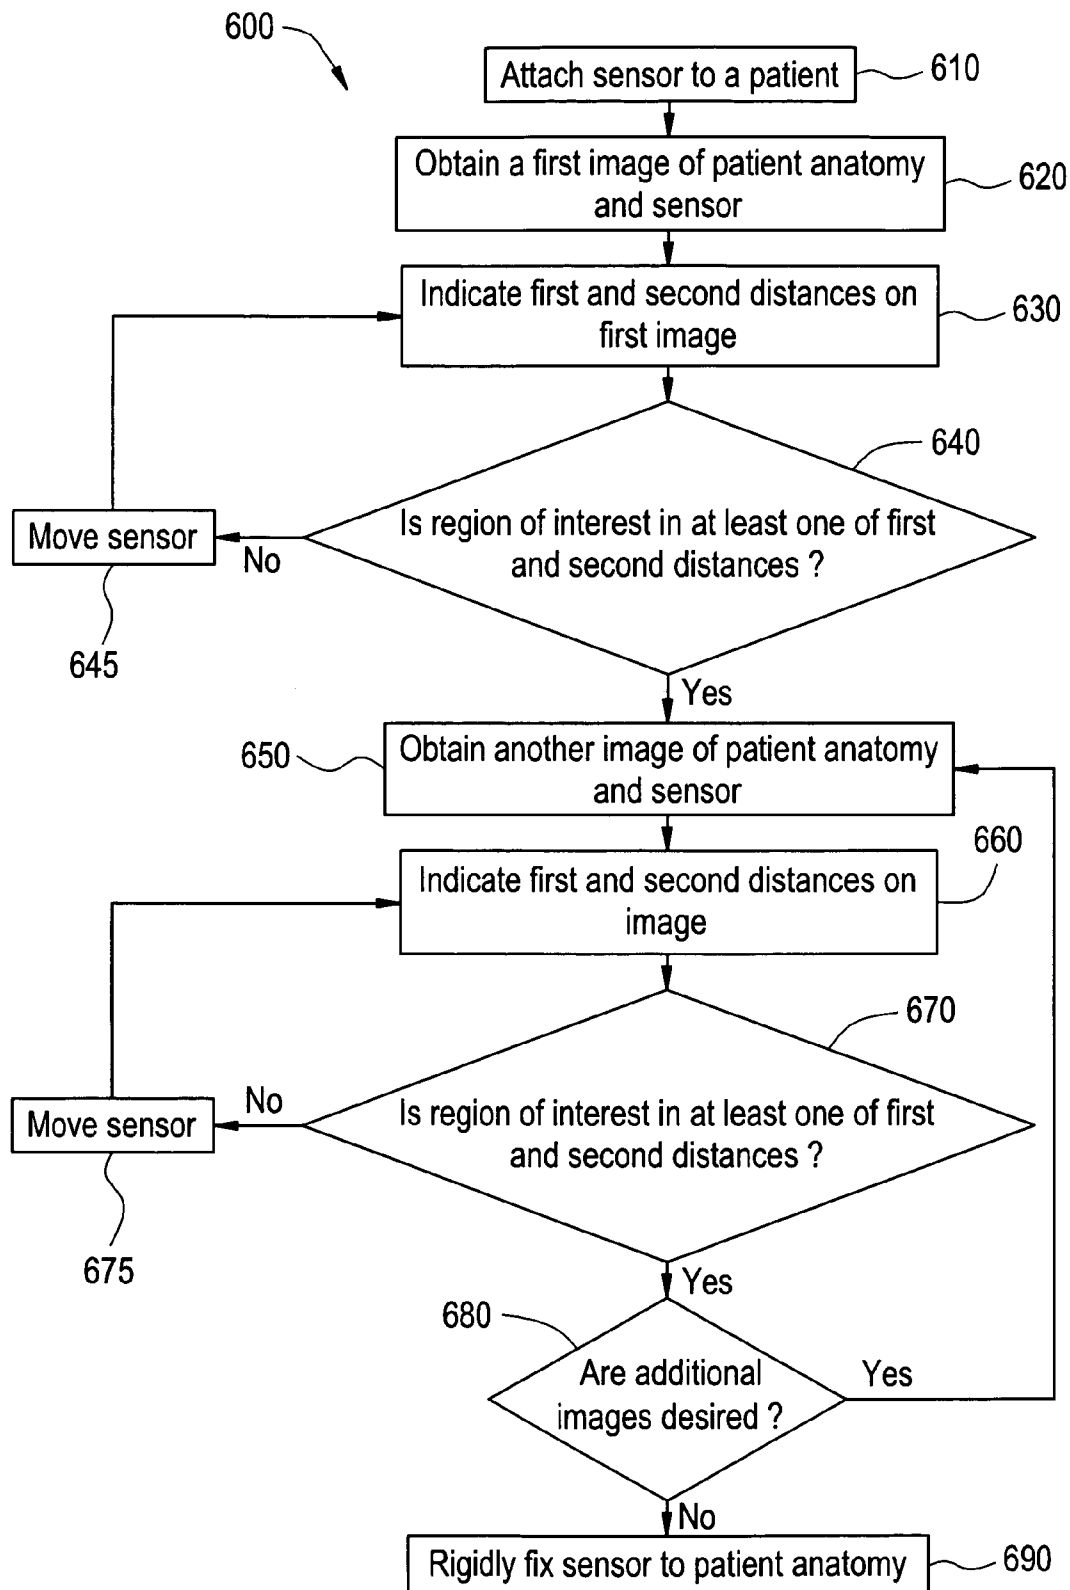 600
Attach sensor to a patient
610
Obtain a first image of patient anatomy
and sensor
620
Indicate first and second distances on
first image
630
640
Is region of interest in at least one of first
and second distances ?
No
Move sensor
645
Yes
650
Obtain another image of patient anatomy
and sensor
660
Indicate first and second distances on
image
670
Is region of interest in at least one of first
and second distances ?
No
Move sensor
675
Yes
680
Are additional
images desired ?
Yes
No
Rigidly fix sensor to patient anatomy
690